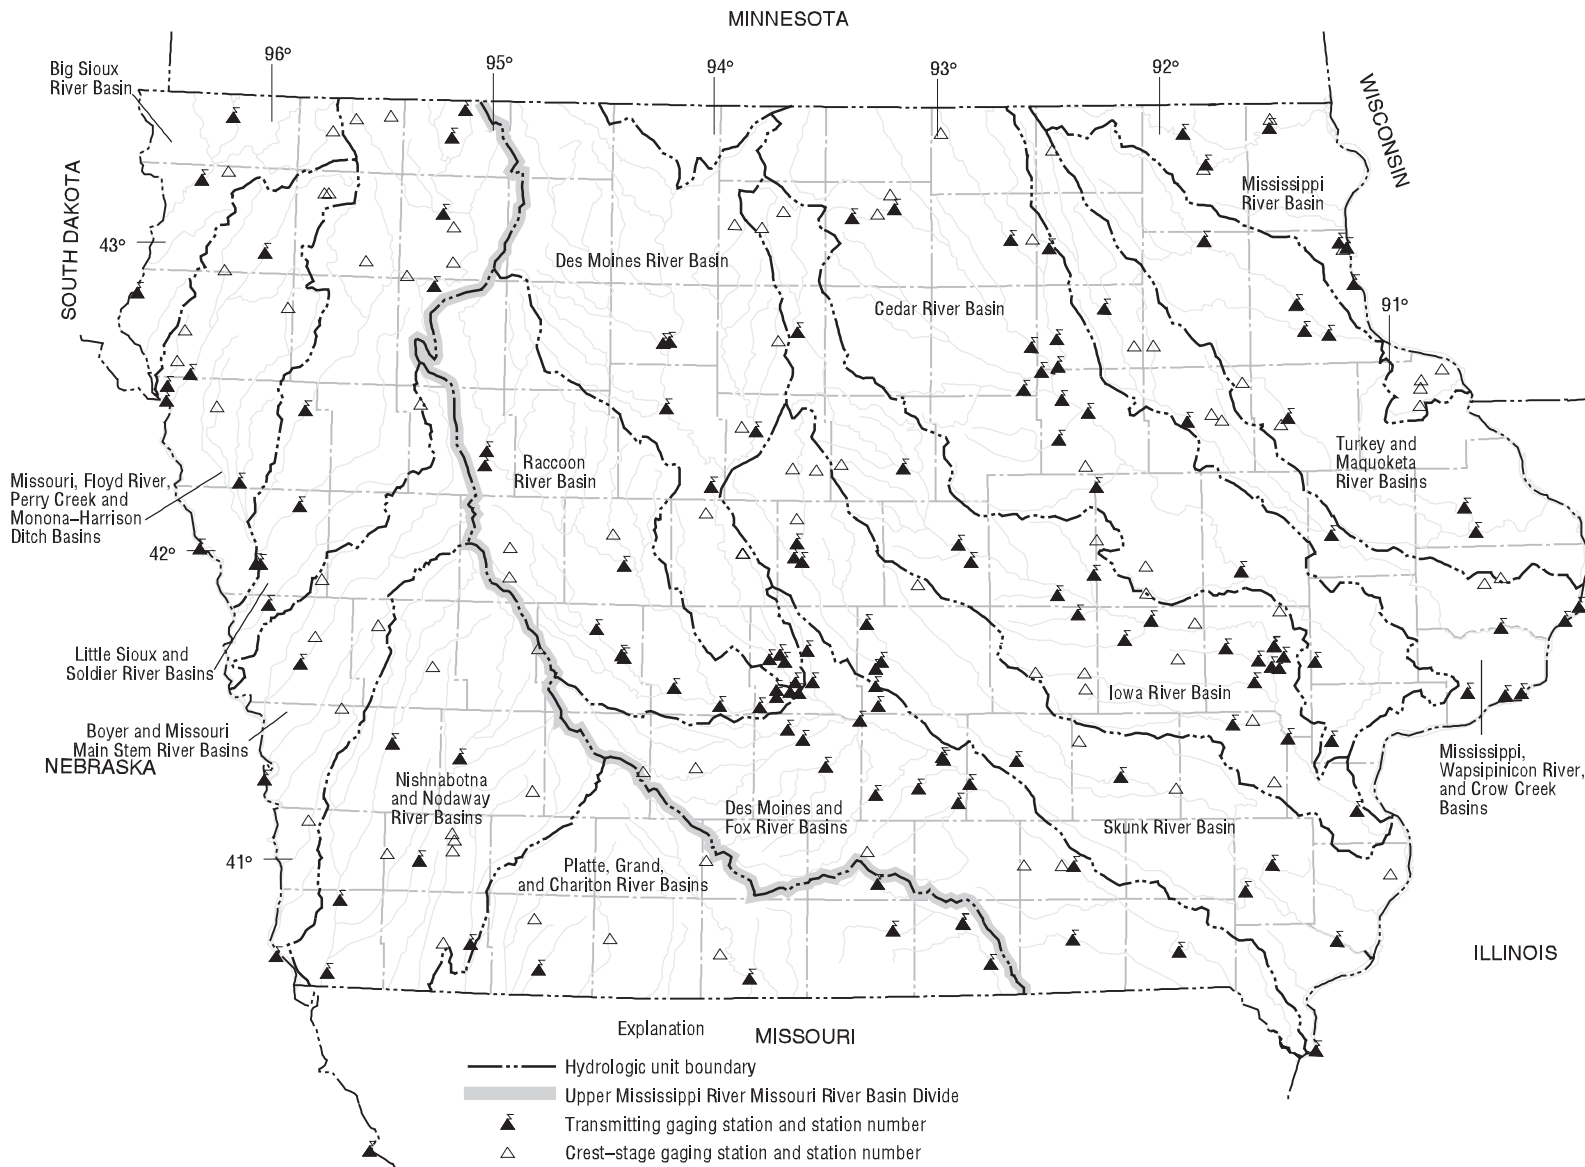 MINNESOTA
96°
95°
94°
93°
92°
Big Sioux
River Basin
WISCONSIN
SOUTH DAKOTA
Mississippi
River Basin
43°
Des Moines River Basin
Cedar River Basin
91°
Missouri, Floyd River,
Perry Creek and
Monona–Harrison
Ditch Basins
Raccoon
River Basin
Turkey and
Maquoketa
River Basins
42°
Little Sioux and
Soldier River Basins
Iowa River Basin
Boyer and Missouri
Main Stem River Basins
NEBRASKA
Mississippi,
Wapsipinicon River,
and Crow Creek
Basins
Nishnabotna
and Nodaway
River Basins
Des Moines and
Fox River Basins
Skunk River Basin
41°
Platte, Grand,
and Chariton River Basins
ILLINOIS
Explanation
MISSOURI
Hydrologic unit boundary
Upper Mississippi River Missouri River Basin Divide
Transmitting gaging station and station number
Crest–stage gaging station and station number